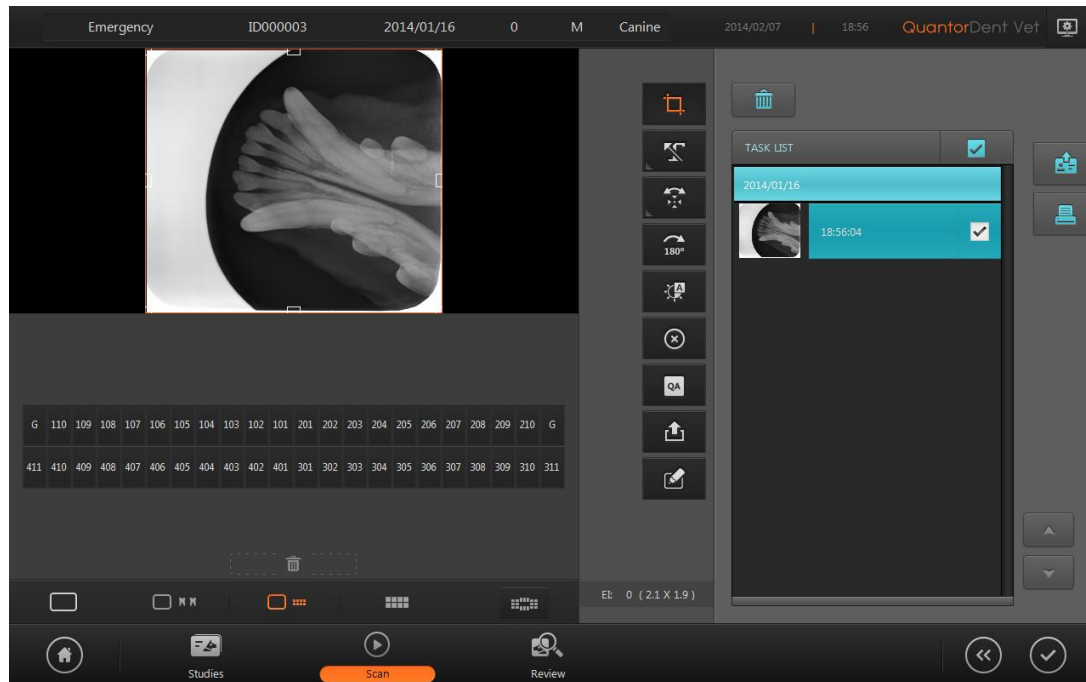 Emergency ID000003 2014/01/16 0 M Canine 2014/02/07 | 18:56 QuantorDent Vet
TASK LIST
2014/01/16
18:56:04
180°
A
QA
G 110 109 108 107 106 105 104 103 102 101 201 202 203 204 205 206 207 208 209 210 G
411 410 409 408 407 406 405 404 403 402 401 301 302 303 304 305 306 307 308 309 310 311
EI: 0 ( 2.1 X 1.9 )
Studies Scan Review